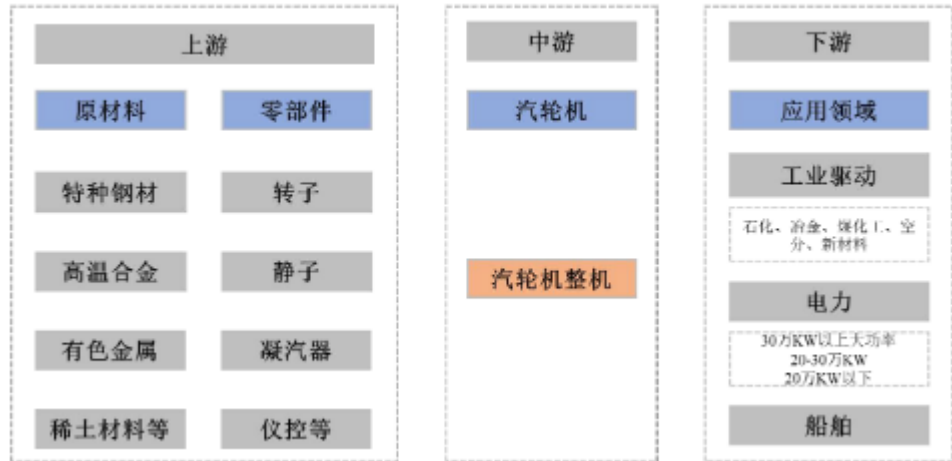 上游
原材料
零部件
特种钢材
转子
高温合金
静子
有色金属
凝汽器
稀土材料等
仪控等
中游
汽轮机
汽轮机整机
下游
应用领域
工业驱动
石化、冶金、煤化工、空
分、新材料
电力
30万KW以上大功率
20-30万KW
20万KW以下
船舶